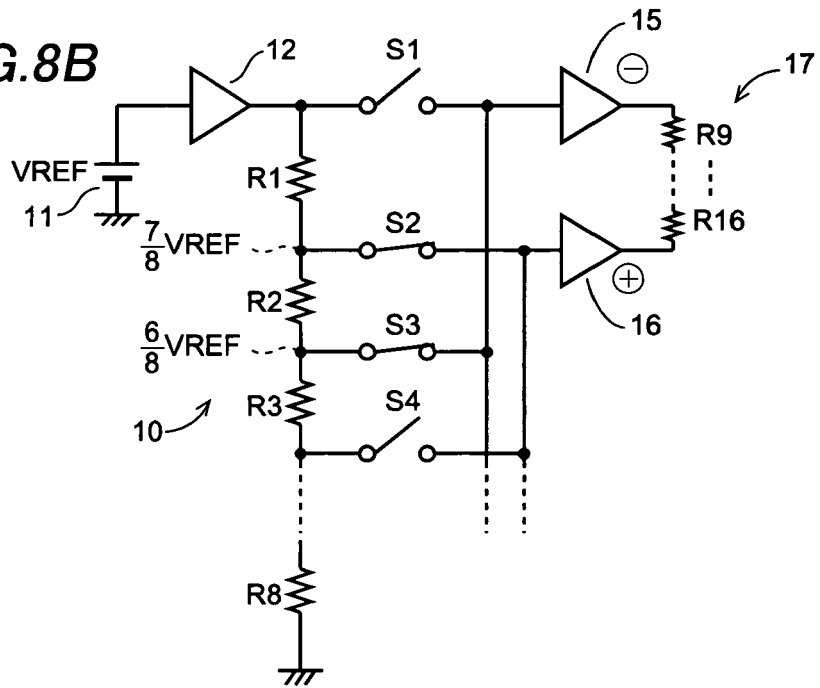 G.8B
12
S1
15
17
VREF
11
R1
R9
7/8 VREF
S2
R16
R2
16
6/8 VREF
S3
10
R3
S4
R8